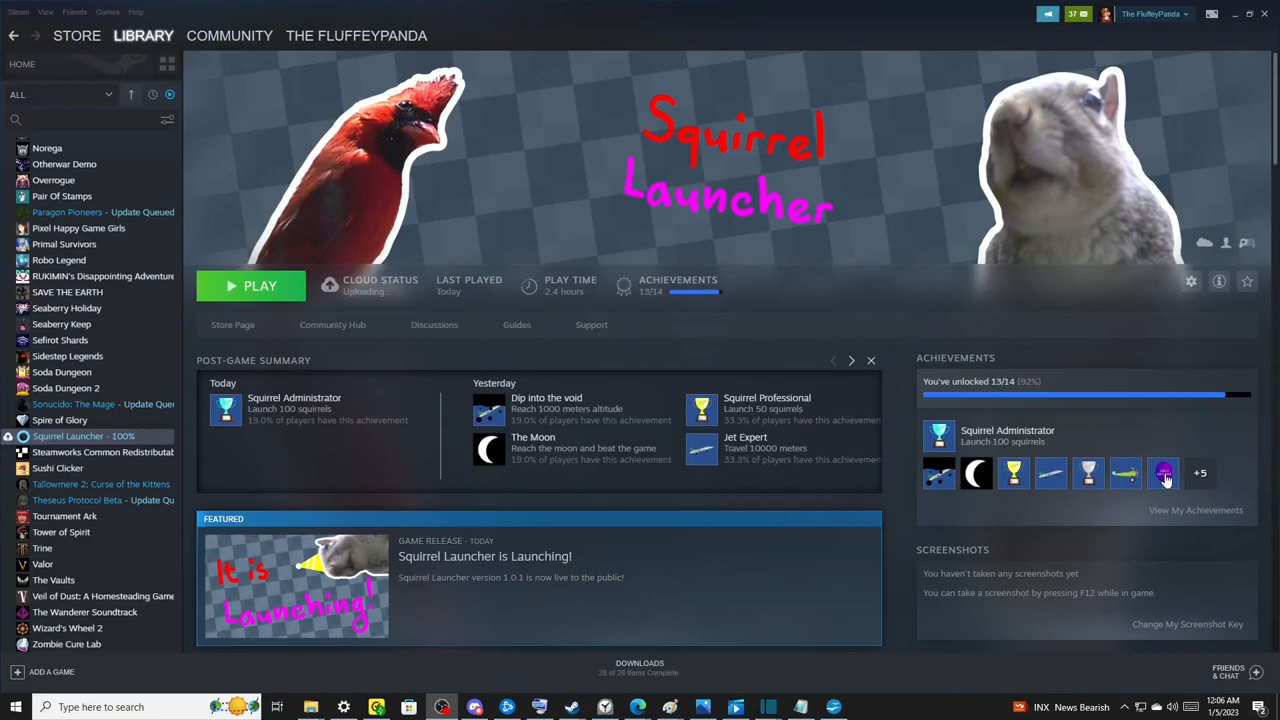 Steam View Friends Games Help
37
The FluffeyPanda
STORE LIBRARY COMMUNITY THE FLUFFEYPANDA
HOME
ALL
Norega
Otherwar Demo
Overrogue
Pair Of Stamps
Paragon Pioneers - Update Queued
Pixel Happy Game Girls
Primal Survivors
Robo Legend
RUKIMIN's Disappointing Adventure
SAVE THE EARTH
Seaberry Holiday
Seaberry Keep
Sefirot Shards
Sidestep Legends
Soda Dungeon
Soda Dungeon 2
Sonucido: The Mage - Update Queu
Spire of Glory
Squirrel Launcher - 100%
Steamworks Common Redistributab
Sushi Clicker
Tallowmere 2: Curse of the Kittens -
Theseus Protocol Beta - Update Qu
Tournament Ark
Tower of Spirit
Trine
Valor
The Vaults
Veil of Dust: A Homesteading Game
The Wanderer Soundtrack
Wizard's Wheel 2
Zombie Cure Lab
Squirrel
Launcher
PLAY
CLOUD STATUS
Uploading...
LAST PLAYED
Today
PLAY TIME
2.4 hours
ACHIEVEMENTS
13/14
Store Page Community Hub Discussions Guides Support
POST-GAME SUMMARY
Today
Squirrel Administrator
Launch 100 squirrels
19.0% of players have this achievement
Yesterday
Dip into the void
Reach 1000 meters altitude
19.0% of players have this achievement
Squirrel Professional
Launch 50 squirrels
33.3% of players have this achievement
The Moon
Reach the moon and beat the game
19.0% of players have this achievement
Jet Expert
Travel 10000 meters
33.3% of players have this achievement
FEATURED
It is
Launching!
GAME RELEASE - TODAY
Squirrel Launcher is Launching!
Squirrel Launcher version 1.0.1 is now live to the public!
ACHIEVEMENTS
You've unlocked 13/14 (92%)
Squirrel Administrator
Launch 100 squirrels
+5
View My Achievements
SCREENSHOTS
You haven't taken any screenshots yet
You can take a screenshot by pressing F12 while in game.
Change My Screenshot Key
ADD A GAME
DOWNLOADS
28 of 28 Items Complete
FRIENDS
& CHAT
Type here to search
INX News Bearish
12:06 AM
1/5/2023